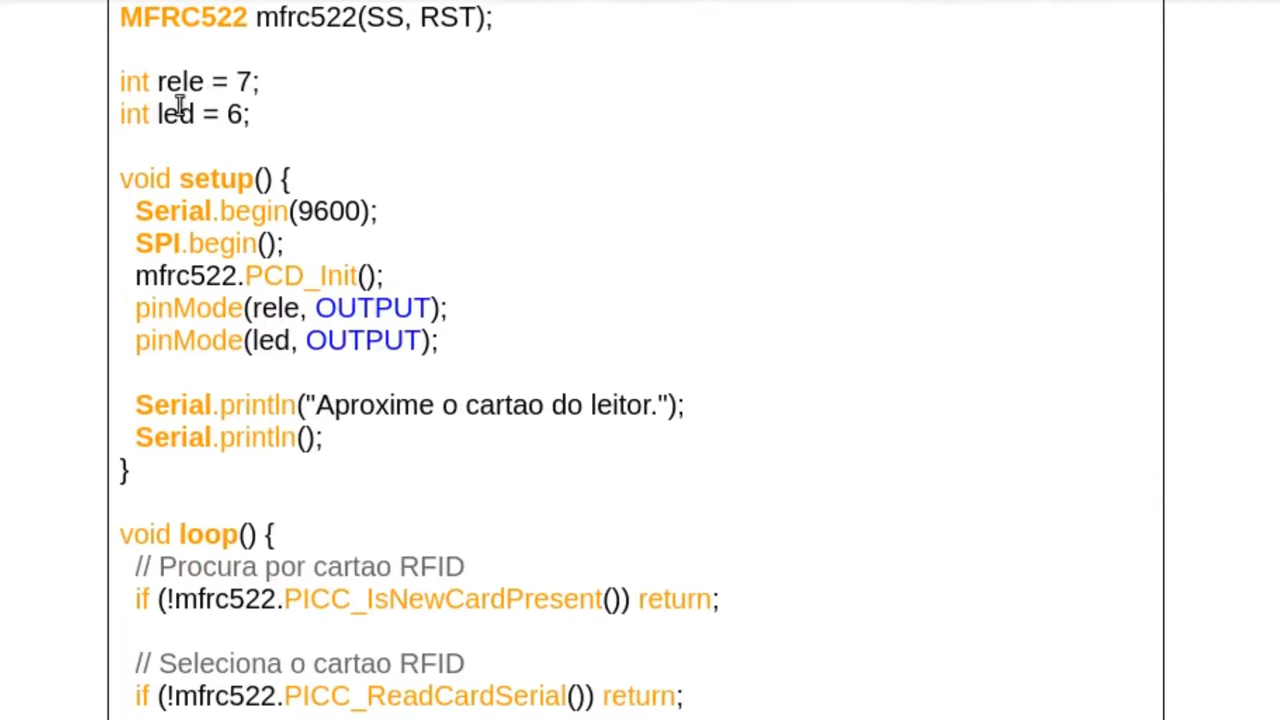 MFRC522 mfrc522(SS, RST);
int rele = 7;
int led = 6;
void setup() {
Serial.begin(9600);
SPI.begin();
mfrc522.PCD_Init();
pinMode(rele, OUTPUT);
pinMode(led, OUTPUT);
Serial.println("Aproxime o cartao do leitor.");
Serial.println();
}
void loop() {
// Procura por cartao RFID
if (!mfrc522.PICC_IsNewCardPresent()) return;
// Seleciona o cartao RFID
if (!mfrc522.PICC_ReadCardSerial()) return;